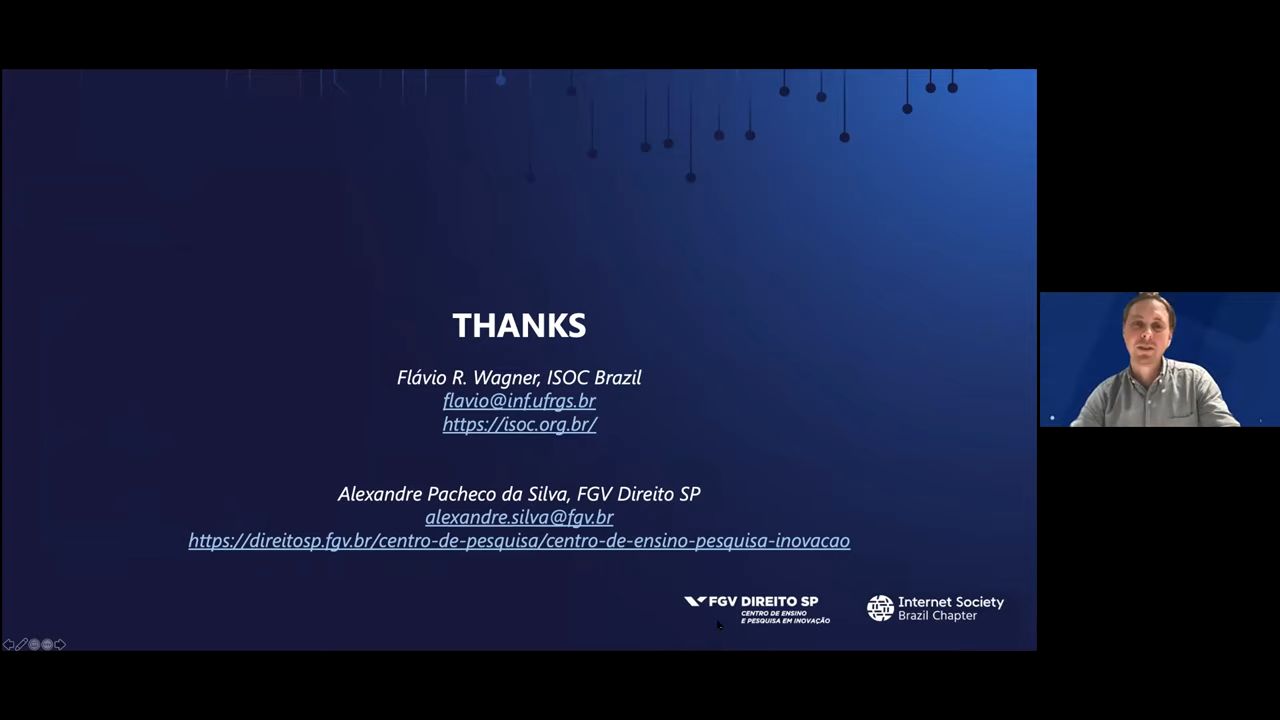 THANKS
Flávio R. Wagner, ISOC Brazil
flavio@inf.ufrgs.br
https://isoc.org.br/
Alexandre Pacheco da Silva, FGV Direito SP
alexandre.silva@fgv.br
https://direitosp.fgv.br/centro-de-pesquisa/centro-de-ensino-pesquisa-inovacao
FGV DIREITO SP
CENTRO DE ENSINO
E PESQUISA EM INOVAÇÃO
Internet Society
Brazil Chapter